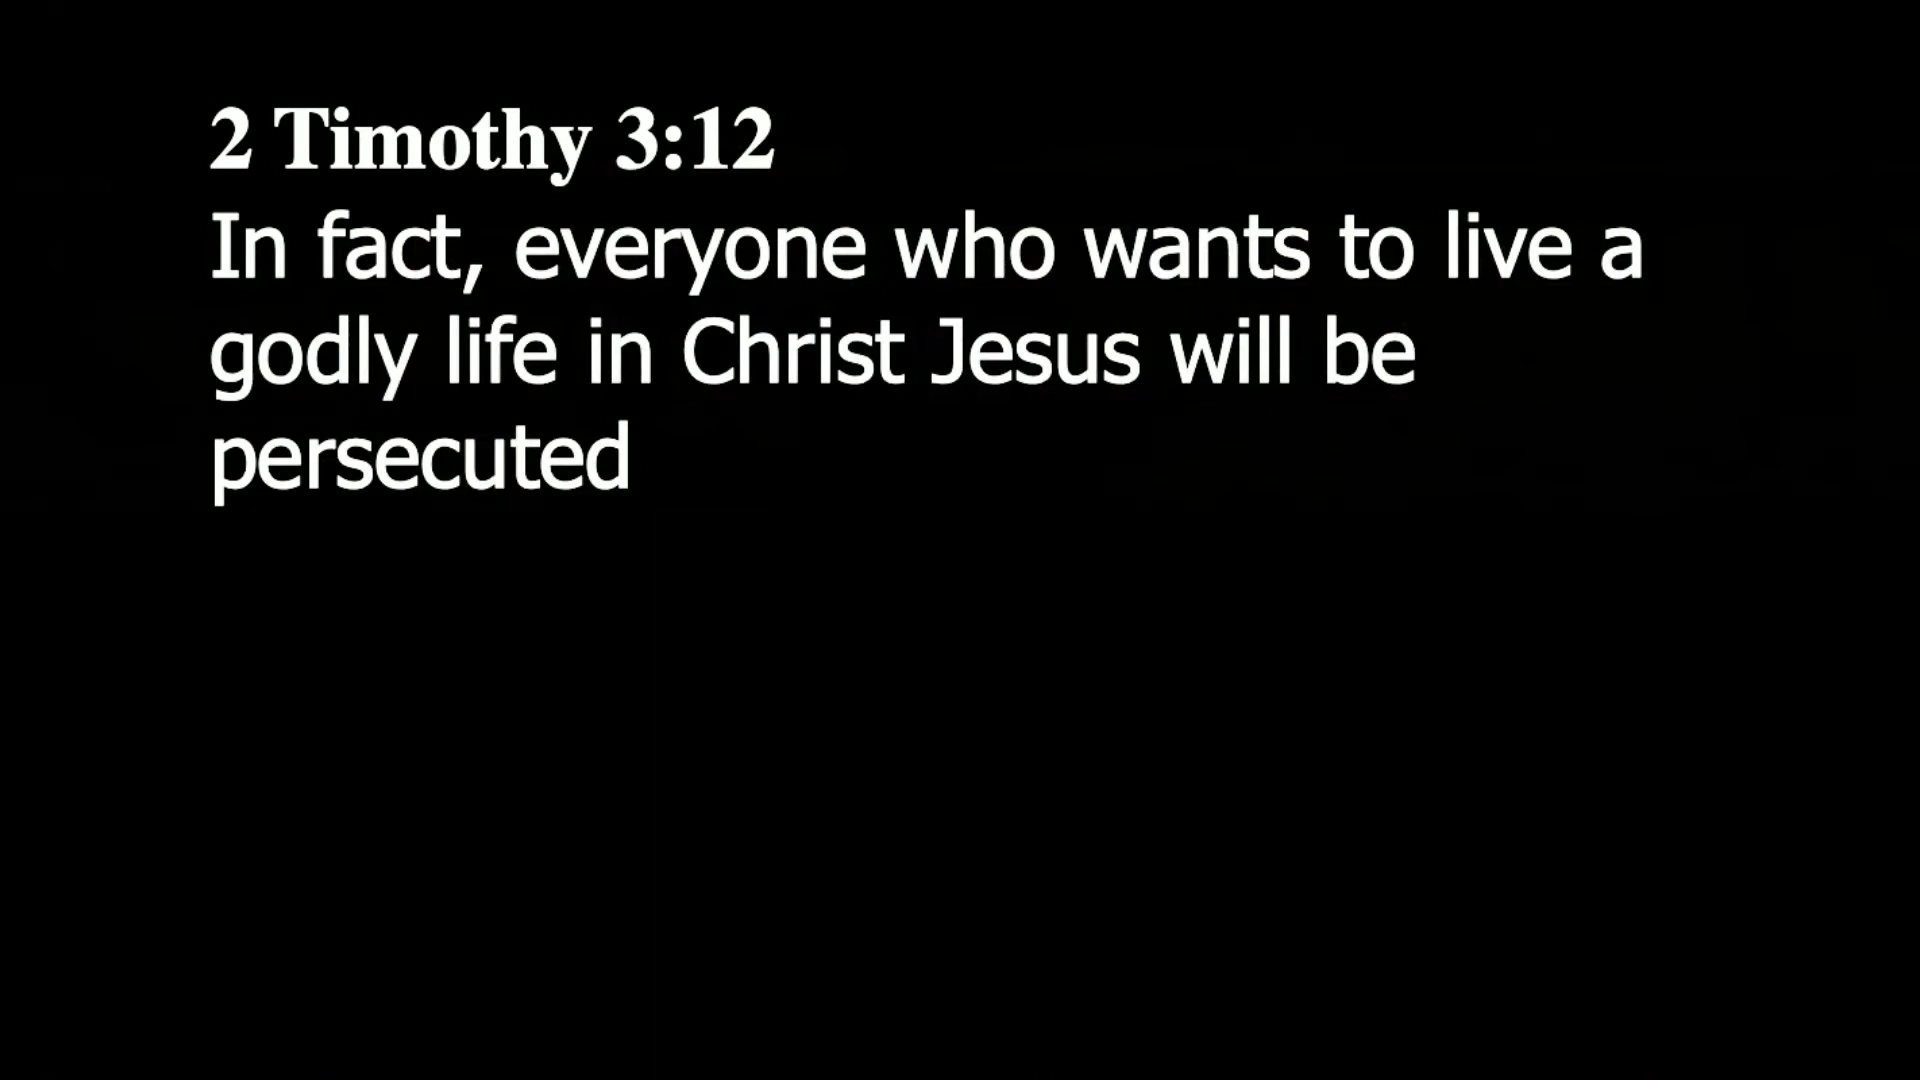 2 Timothy 3:12
In fact, everyone who wants to live a
godly life in Christ Jesus will be
persecuted